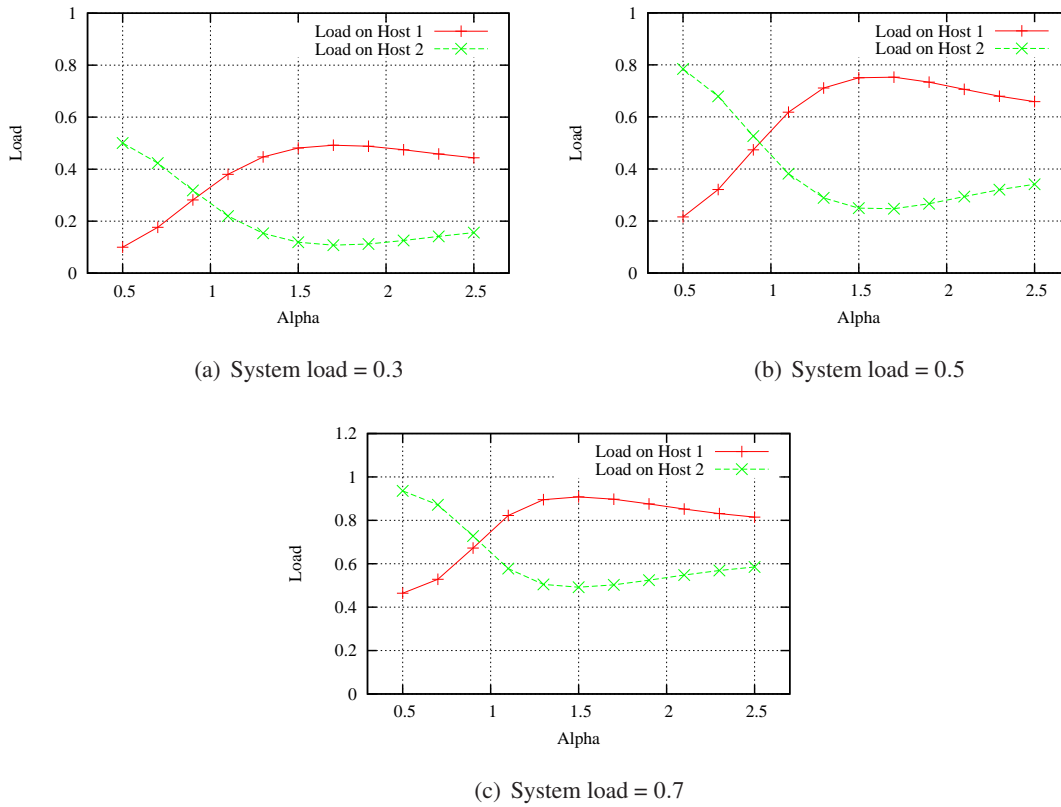 Load on Host 1
Load on Host 2
1
0.8
0.6
0.4
0.2
0
Load
0.5 1 1.5 2 2.5
Alpha
(a) System load = 0.3
Load on Host 1
Load on Host 2
1
0.8
0.6
0.4
0.2
0
Load
0.5 1 1.5 2 2.5
Alpha
(b) System load = 0.5
Load on Host 1
Load on Host 2
1.2
1
0.8
0.6
0.4
0.2
0
Load
0.5 1 1.5 2 2.5
Alpha
(c) System load = 0.7